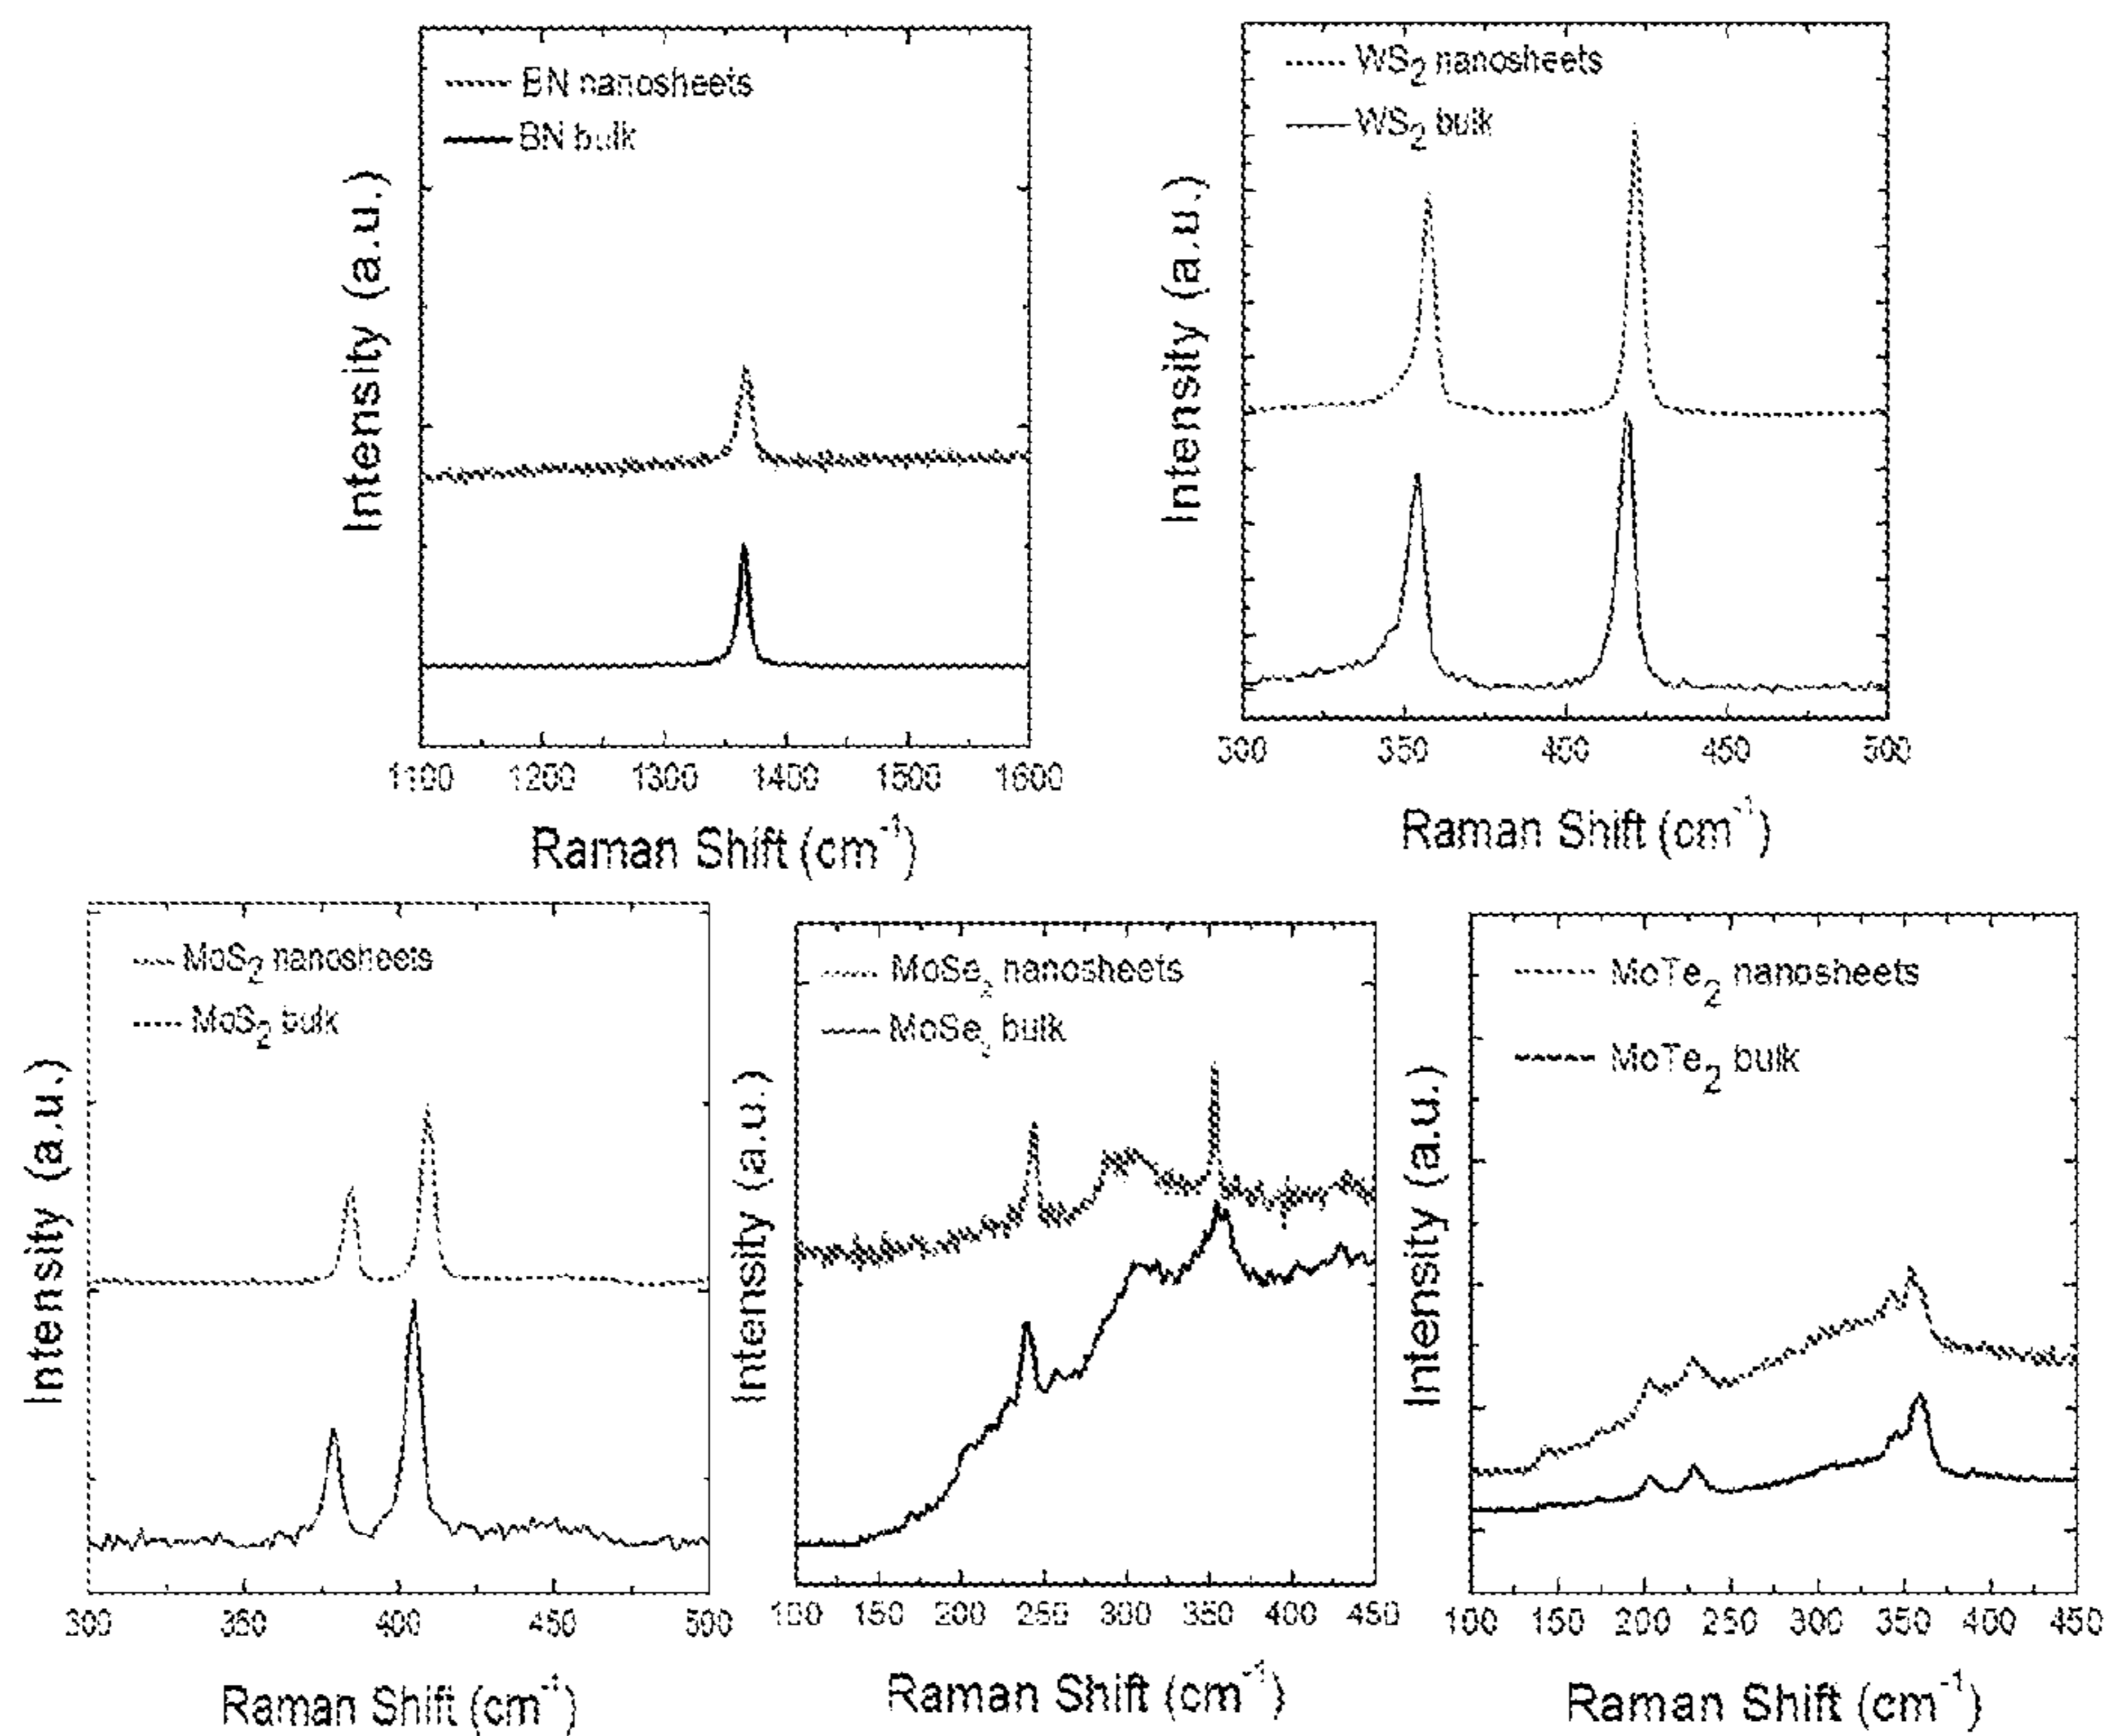 BN nanosheets
BN bulk
Intensity (a.u.)
1100 1200 1300 1400 1500 1600
Raman Shift (cm⁻¹)
WS₂ nanosheets
WS₂ bulk
Intensity (a.u.)
300 350 400 450 500
Raman Shift (cm⁻¹)
MoS₂ nanosheets
MoS₂ bulk
Intensity (a.u.)
300 350 400 450 500
Raman Shift (cm⁻¹)
MoSe₂ nanosheets
MoSe₂ bulk
Intensity (a.u.)
100 150 200 250 300 350 400 450
Raman Shift (cm⁻¹)
MoTe₂ nanosheets
MoTe₂ bulk
Intensity (a.u.)
100 150 200 250 300 350 400 450
Raman Shift (cm⁻¹)